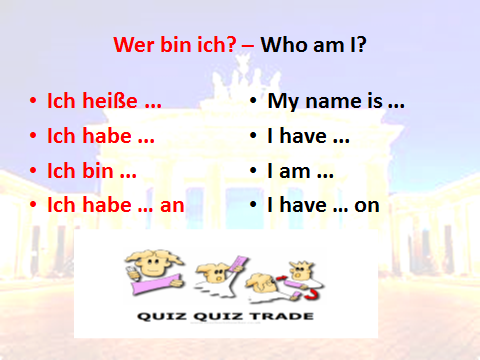 Wer bin ich? – Who am I?
• Ich heiße ...
• Ich habe ...
• Ich bin ...
• Ich habe ... an
• My name is ...
• I have ...
• I am ...
• I have ... on
QUIZ QUIZ TRADE